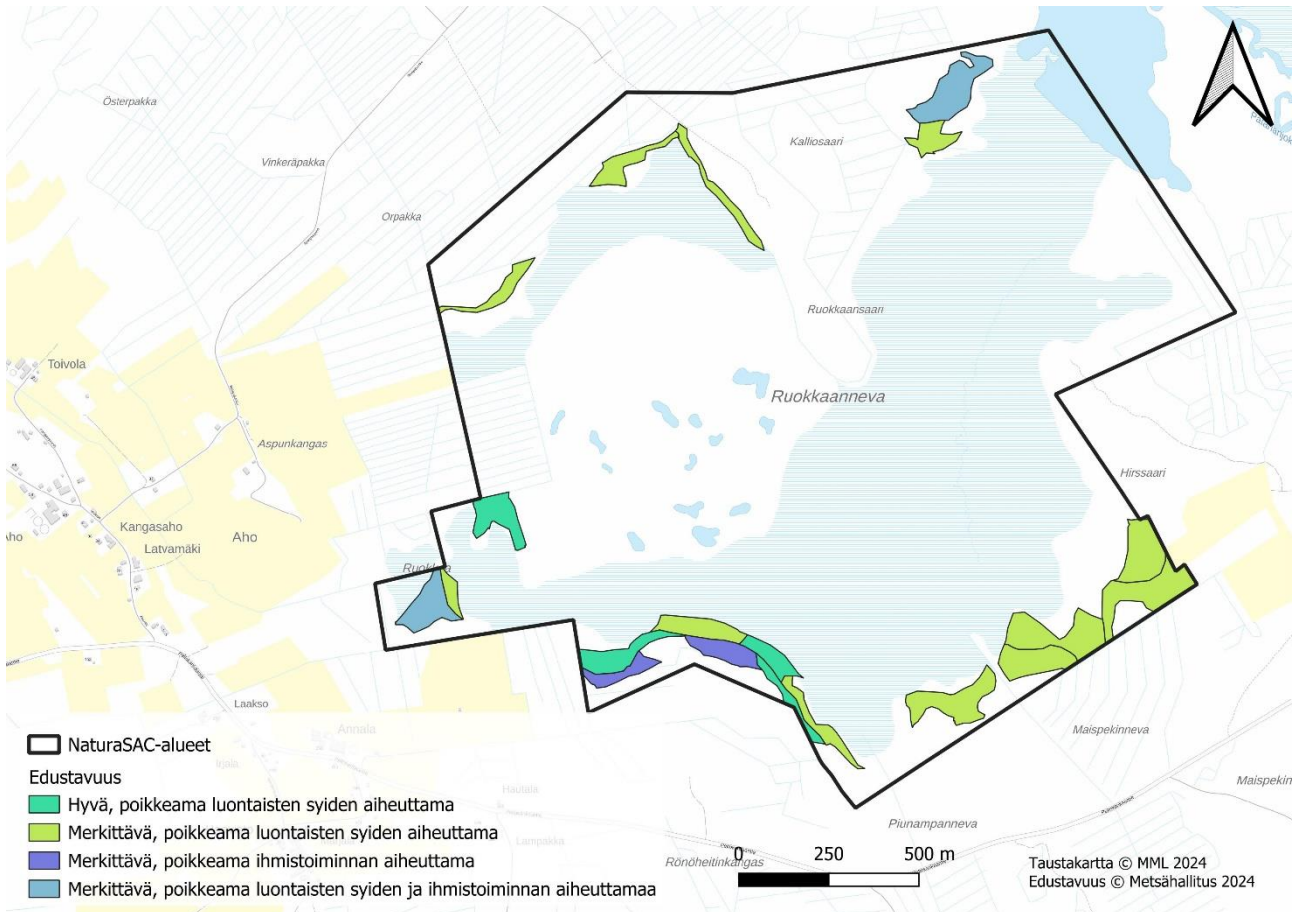 Österpakka
Vinkeräpakka
Kalliosaari
Orpakka
Ruokkaansaari
Toivola
Ruokkaanneva
Aspunkangas
Hirssaari
Kangasaho
Aho
Latvamäki
Laakso
Annala
Irjala
Maispekinneva
Hautala
Lampakka
Piunampanneva
Rönöheitinkangas
NaturaSAC-alueet
Edustavuus
Hyvä, poikkeama luontaisten syiden aiheuttama
Merkittävä, poikkeama luontaisten syiden aiheuttama
Merkittävä, poikkeama ihmistoiminnan aiheuttama
Merkittävä, poikkeama luontaisten syiden ja ihmistoiminnan aiheuttamaa
0 250 500 m
Taustakartta © MML 2024
Edustavuus © Metsähallitus 2024